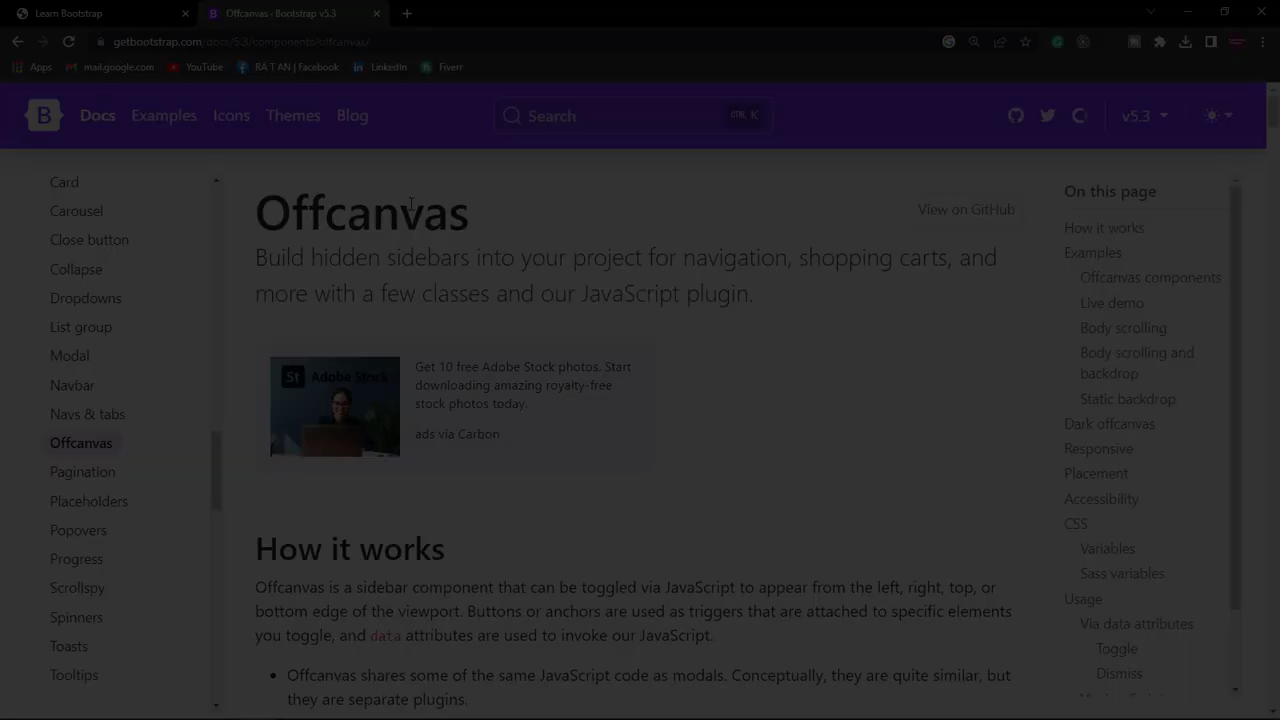 Learn Bootstrap
Offcanvas · Bootstrap v5.3
getbootstrap.com/docs/5.3/components/offcanvas/
Apps
mail.google.com
YouTube
RA T AN | Facebook
LinkedIn
Fiverr
B
Docs
Examples
Icons
Themes
Blog
Search
CTRL K
v5.3
Card
Carousel
Close button
Collapse
Dropdowns
List group
Modal
Navbar
Navs & tabs
Offcanvas
Pagination
Placeholders
Popovers
Progress
Scrollspy
Spinners
Toasts
Tooltips
Offcanvas
View on GitHub
Build hidden sidebars into your project for navigation, shopping carts, and
more with a few classes and our JavaScript plugin.
St Adobe Stock
Get 10 free Adobe Stock photos. Start
downloading amazing royalty-free
stock photos today.
ads via Carbon
How it works
Offcanvas is a sidebar component that can be toggled via JavaScript to appear from the left, right, top, or
bottom edge of the viewport. Buttons or anchors are used as triggers that are attached to specific elements
you toggle, and data attributes are used to invoke our JavaScript.
• Offcanvas shares some of the same JavaScript code as modals. Conceptually, they are quite similar, but
they are separate plugins.
On this page
How it works
Examples
Offcanvas components
Live demo
Body scrolling
Body scrolling and
backdrop
Static backdrop
Dark offcanvas
Responsive
Placement
Accessibility
CSS
Variables
Sass variables
Usage
Via data attributes
Toggle
Dismiss